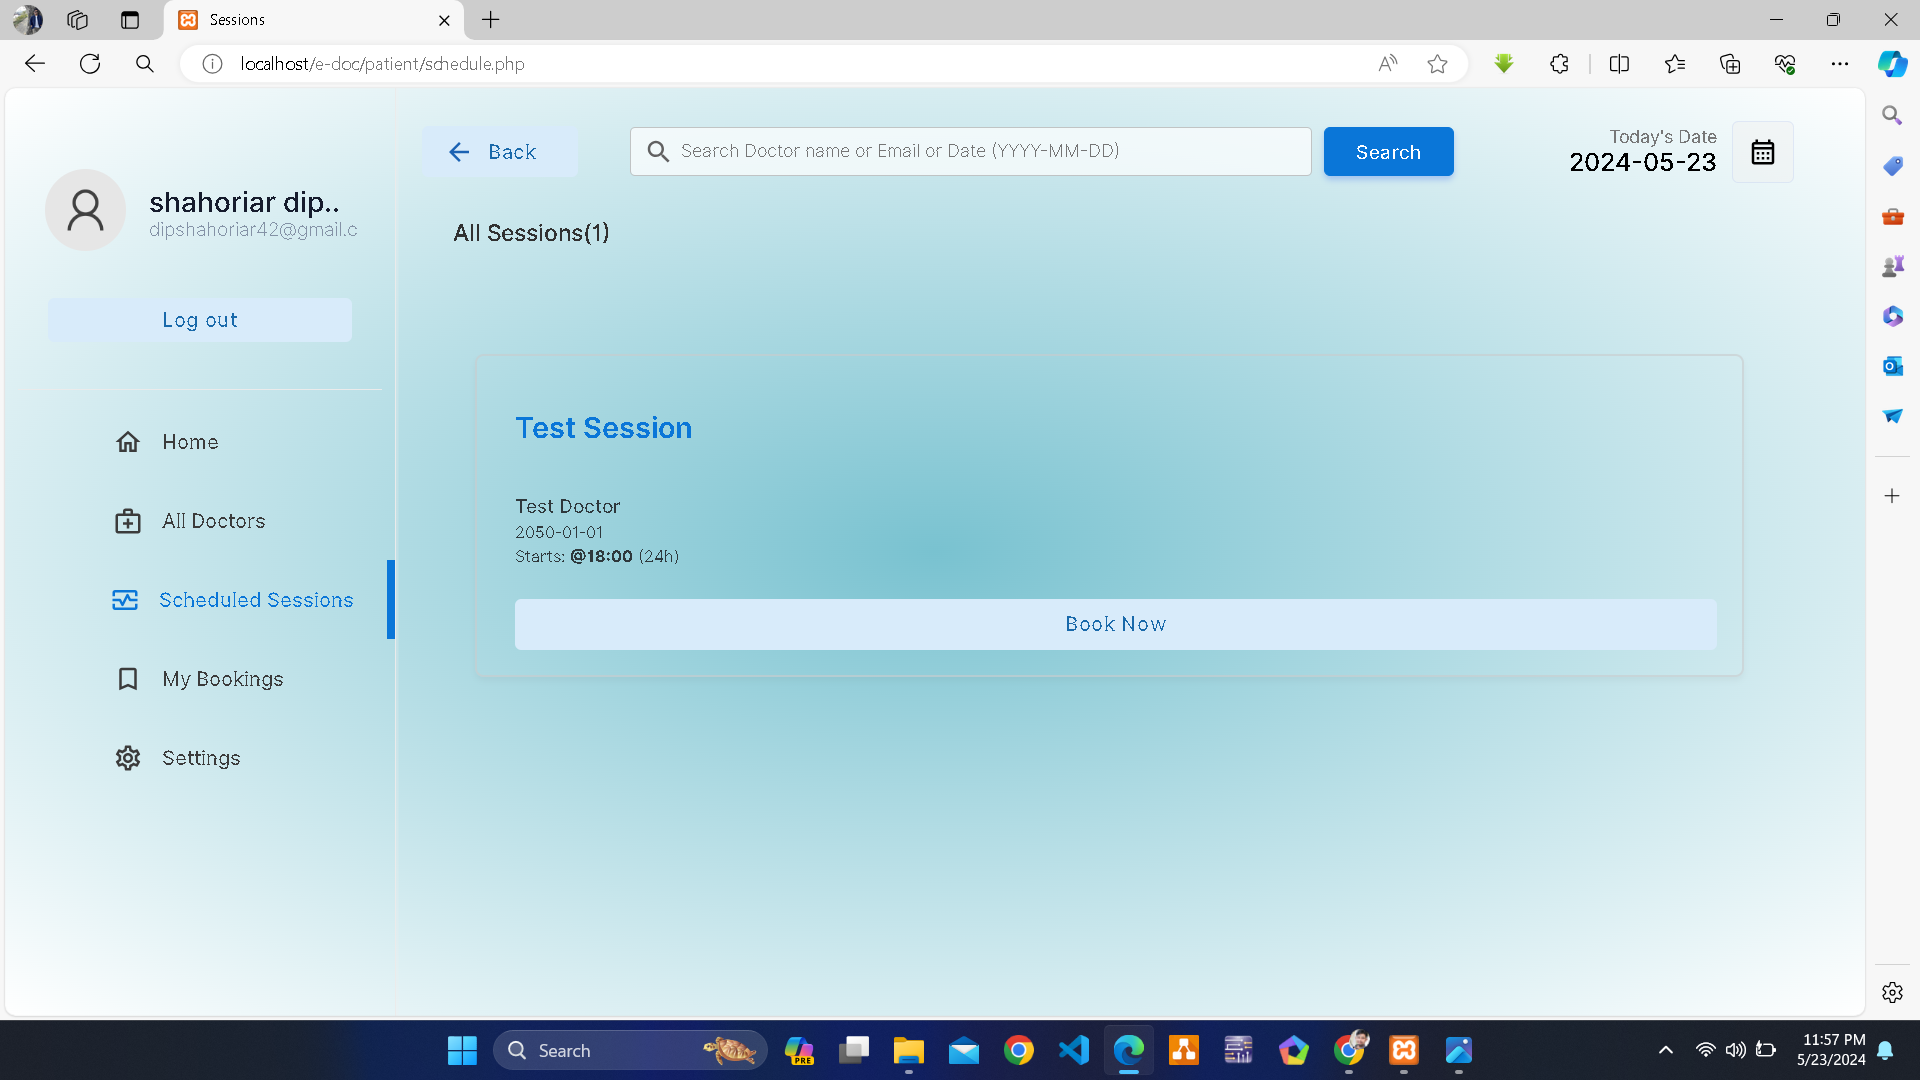 Sessions
localhost/e-doc/patient/schedule.php
Back
Search Doctor name or Email or Date (YYYY-MM-DD)
Search
Today's Date
2024-05-23
shahoriar dip..
dipshahoriar42@gmail.c
All Sessions(1)
Log out
Test Session
Home
Test Doctor
All Doctors
2050-01-01
Starts: @18:00 (24h)
Scheduled Sessions
Book Now
My Bookings
Settings
Search
PRE
11:57 PM
5/23/2024